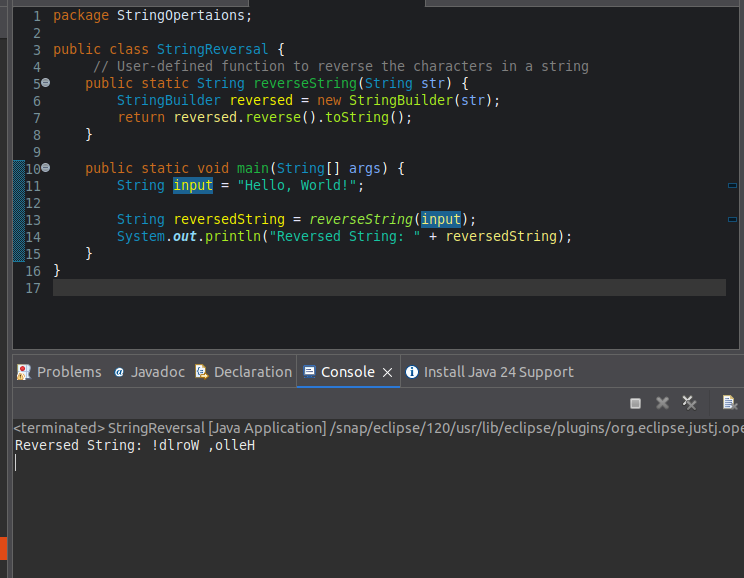 1 package StringOpertaions;
2
3 public class StringReversal {
4 // User-defined function to reverse the characters in a string
5 public static String reverseString(String str) {
6 StringBuilder reversed = new StringBuilder(str);
7 return reversed.reverse().toString();
8 }
9
10 public static void main(String[] args) {
11 String input = "Hello, World!";
12
13 String reversedString = reverseString(input);
14 System.out.println("Reversed String: " + reversedString);
15 }
16 }
17
Problems @ Javadoc Declaration Console Install Java 24 Support
<terminated> StringReversal [Java Application] /snap/eclipse/120/usr/lib/eclipse/plugins/org.eclipse.justj.ope
Reversed String: !dlroW ,olleH